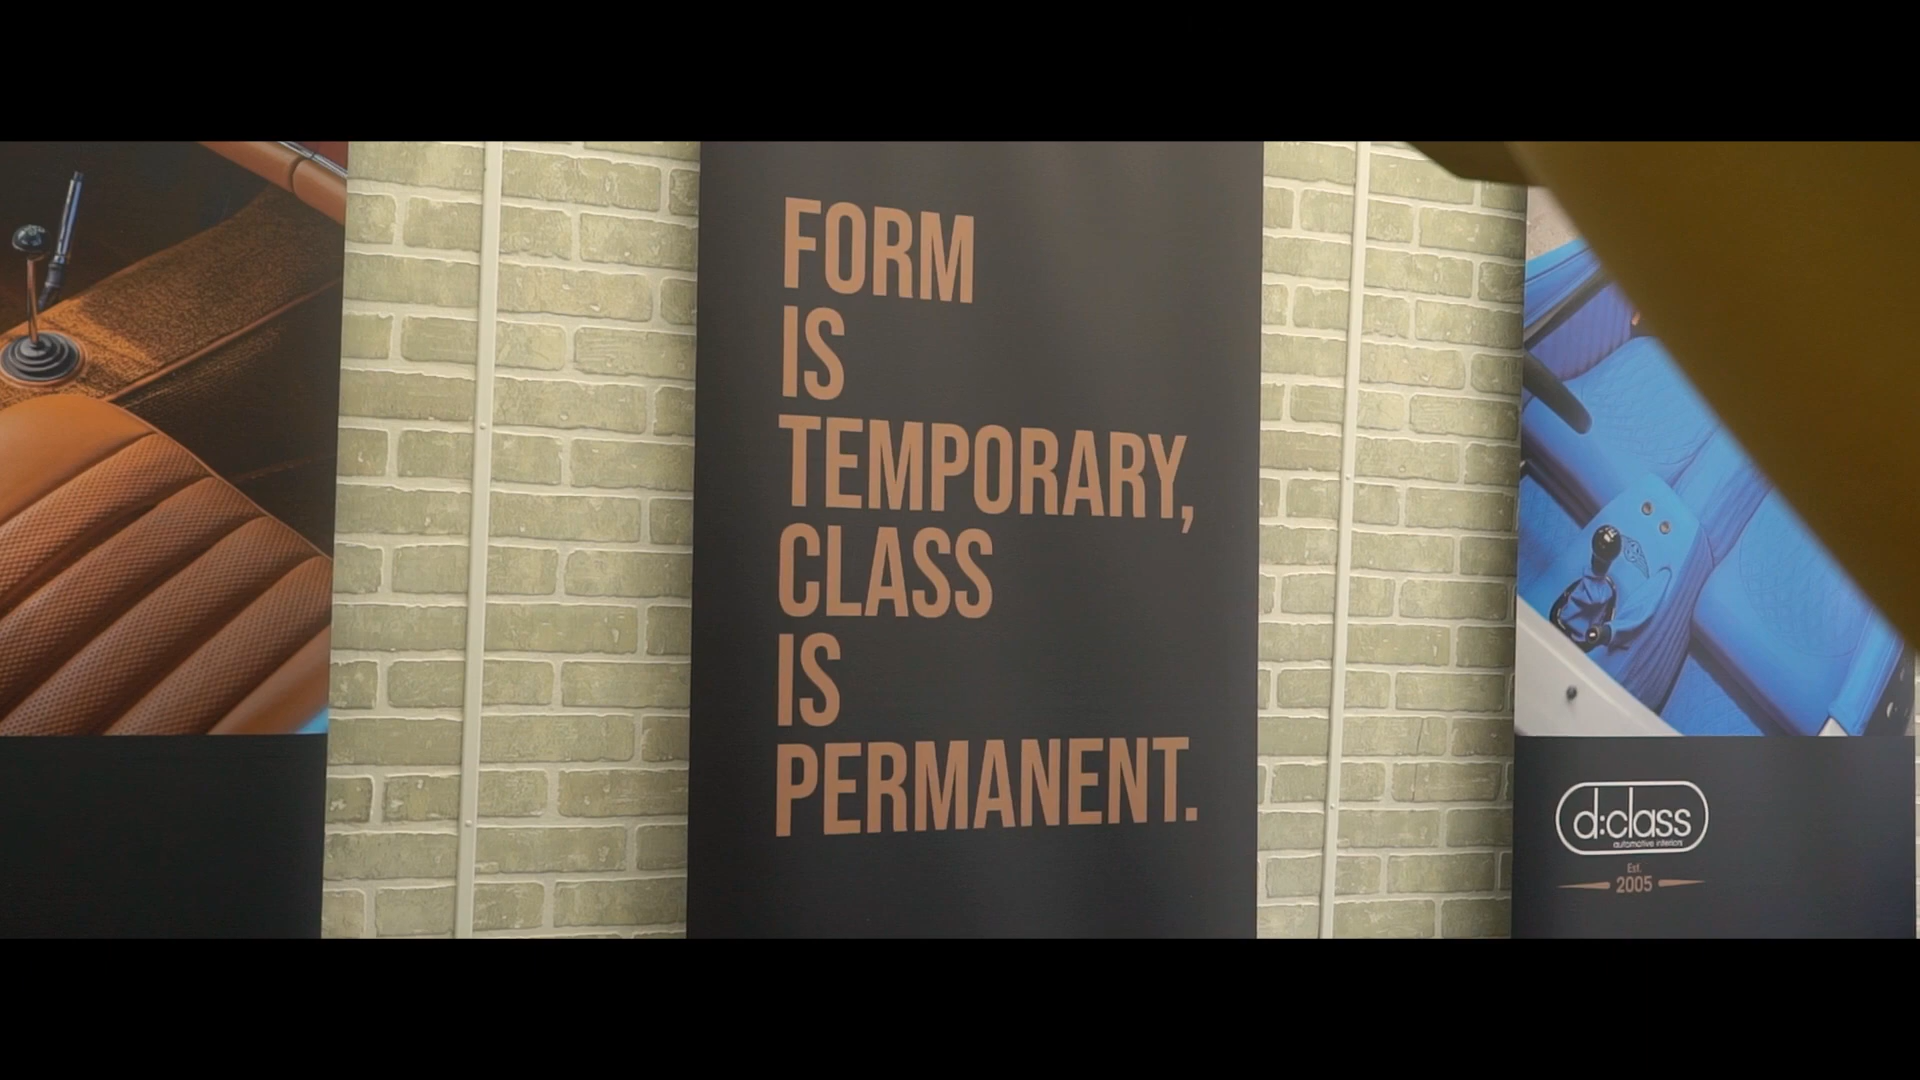 FORM
IS
TEMPORARY,
CLASS
IS
PERMANENT.
d:class
automotive interiors
Est.
2005